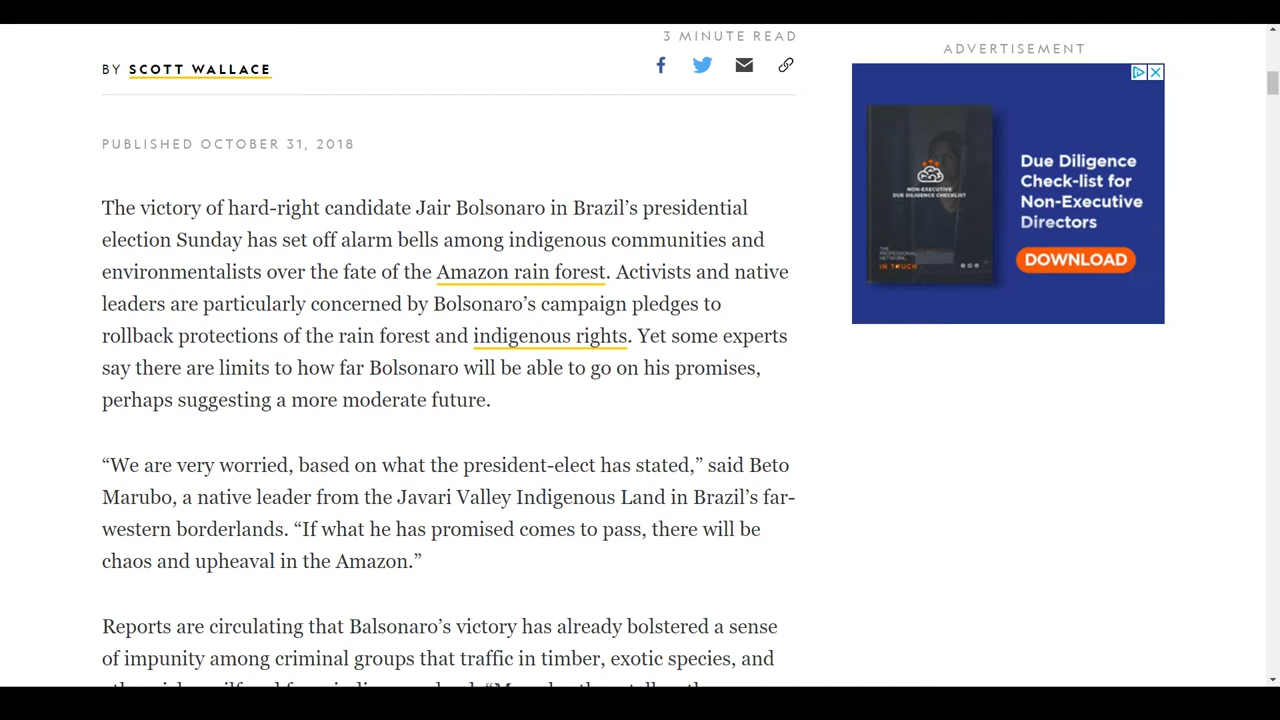 3 MINUTE READ
BY SCOTT WALLACE
PUBLISHED OCTOBER 31, 2018
The victory of hard-right candidate Jair Bolsonaro in Brazil’s presidential
election Sunday has set off alarm bells among indigenous communities and
environmentalists over the fate of the Amazon rain forest. Activists and native
leaders are particularly concerned by Bolsonaro’s campaign pledges to
rollback protections of the rain forest and indigenous rights. Yet some experts
say there are limits to how far Bolsonaro will be able to go on his promises,
perhaps suggesting a more moderate future.
“We are very worried, based on what the president-elect has stated,” said Beto
Marubo, a native leader from the Javari Valley Indigenous Land in Brazil’s far-
western borderlands. “If what he has promised comes to pass, there will be
chaos and upheaval in the Amazon.”
Reports are circulating that Balsonaro’s victory has already bolstered a sense
of impunity among criminal groups that traffic in timber, exotic species, and
ADVERTISEMENT
NON-EXECUTIVE
DUE DILIGENCE CHECKLIST
THE
PROFESSIONAL
NETWORK
IN TOUCH
Due Diligence
Check-list for
Non-Executive
Directors
DOWNLOAD